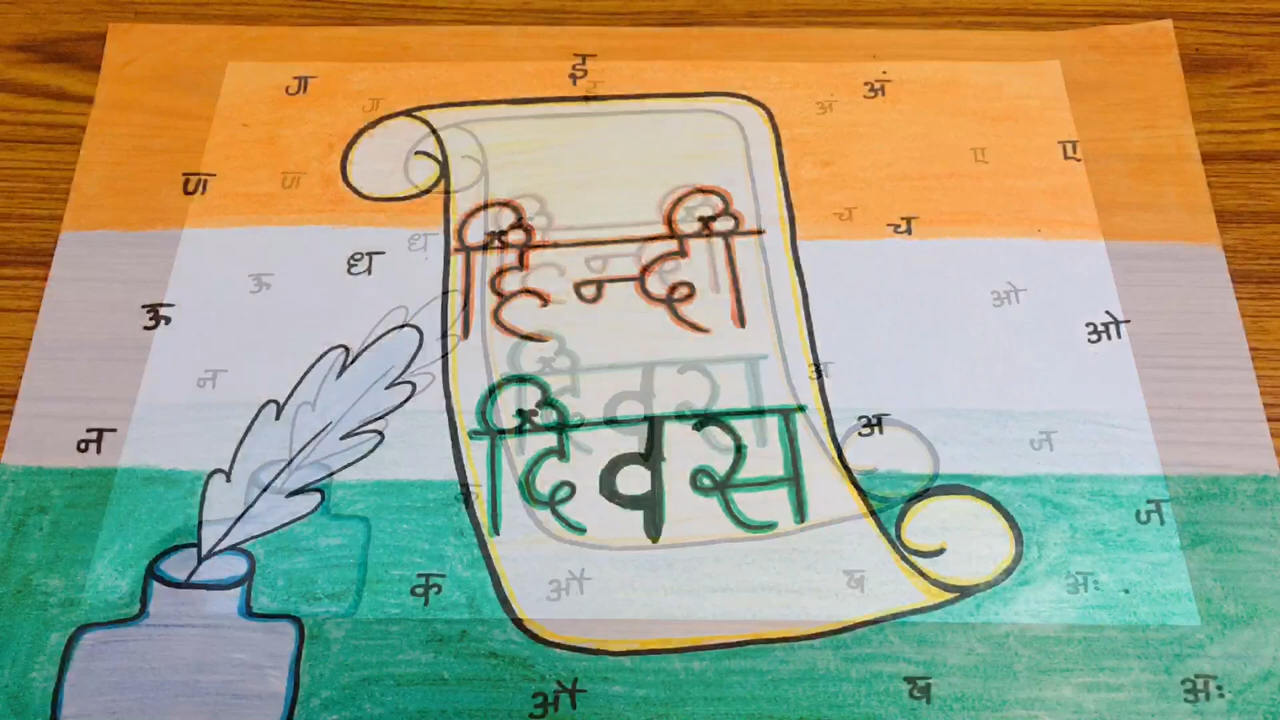 इ
ग अं
ए
ण
च
ध
हिन्दी
ऊ ओ
अ
न
दिवस
ज
क
औ अः